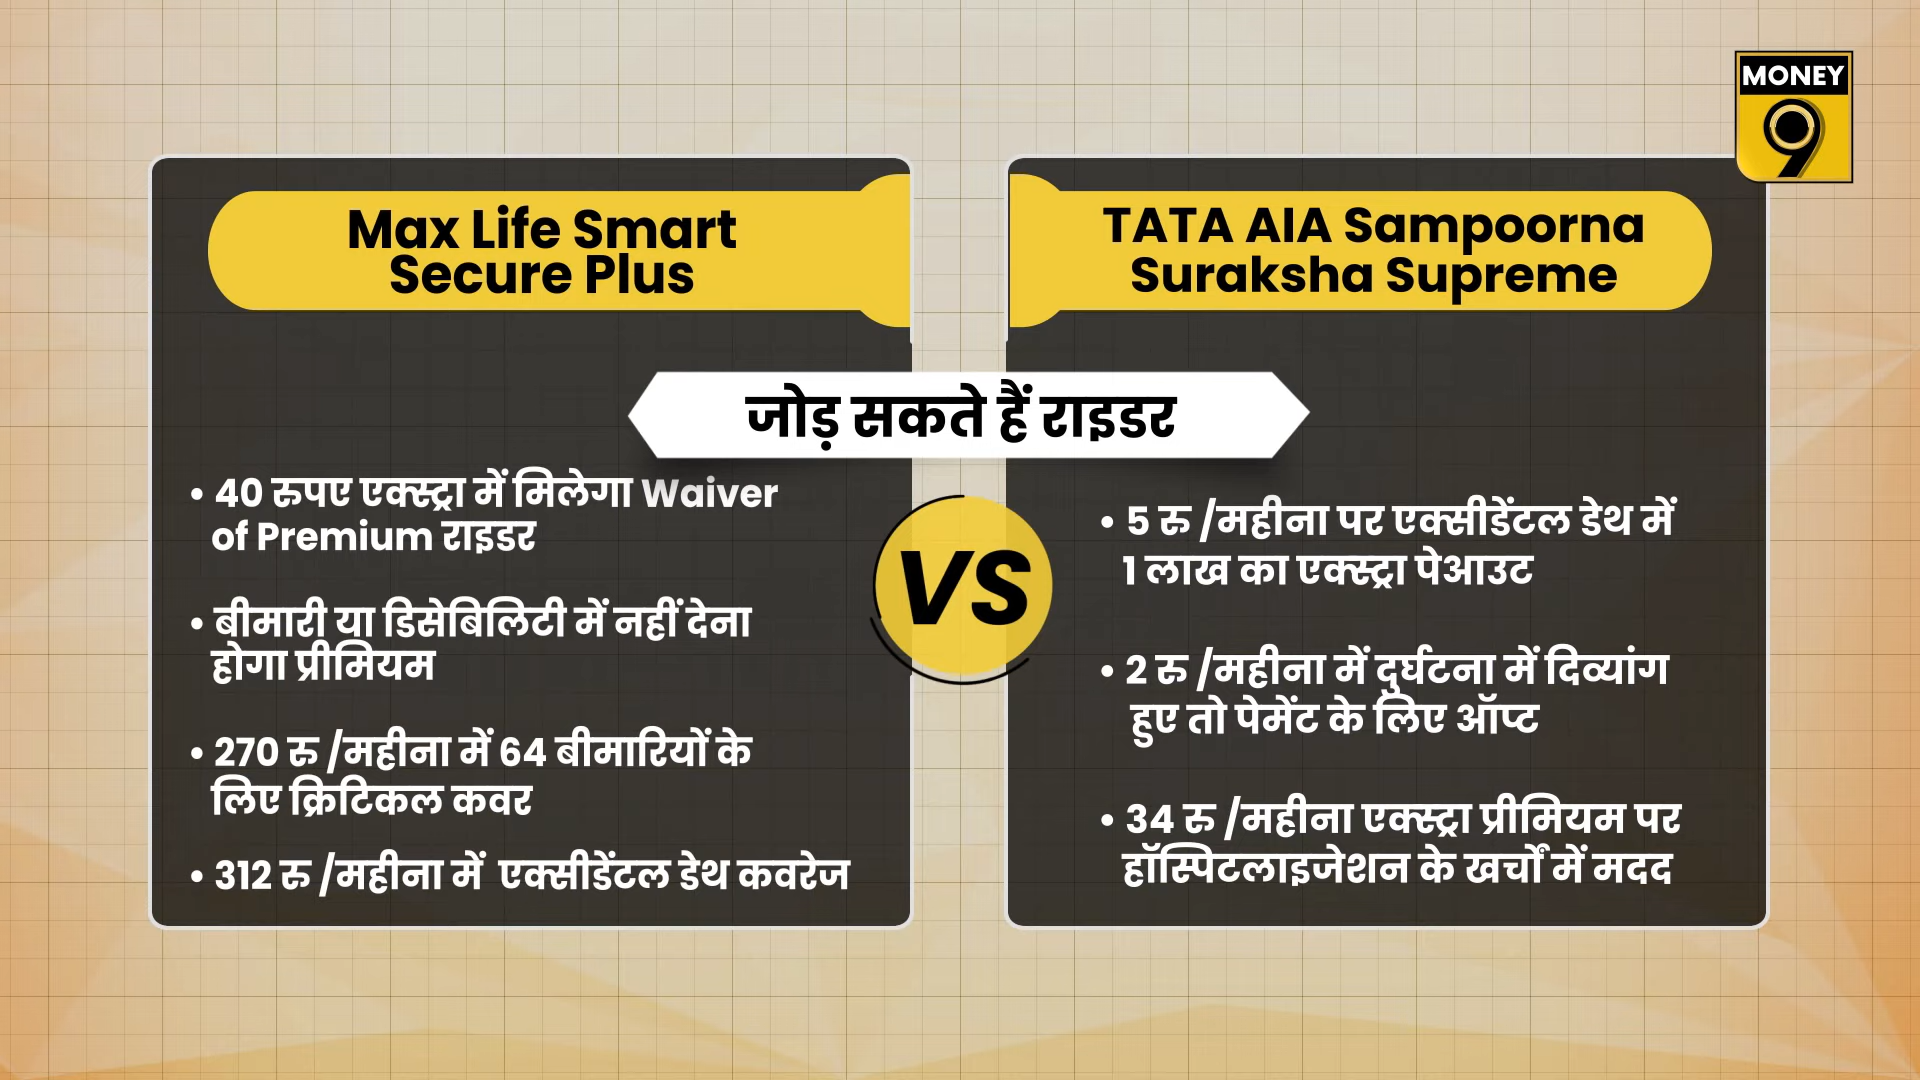 MONEY
9
Max Life Smart
Secure Plus
TATA AIA Sampoorna
Suraksha Supreme
जोड़ सकते हैं राइडर
• 40 रुपए एक्स्ट्रा में मिलेगा Waiver
of Premium राइडर
• बीमारी या डिसेबिलिटी में नहीं देना
होगा प्रीमियम
• 270 रु /महीना में 64 बीमारियों के
लिए क्रिटिकल कवर
• 312 रु /महीना में एक्सीडेंटल डेथ कवरेज
VS
• 5 रु /महीना पर एक्सीडेंटल डेथ में
1 लाख का एक्स्ट्रा पेआउट
• 2 रु /महीना में दुर्घटना में दिव्यांग
हुए तो पेमेंट के लिए ऑप्ट
• 34 रु /महीना एक्स्ट्रा प्रीमियम पर
हॉस्पिटलाइजेशन के खर्चों में मदद